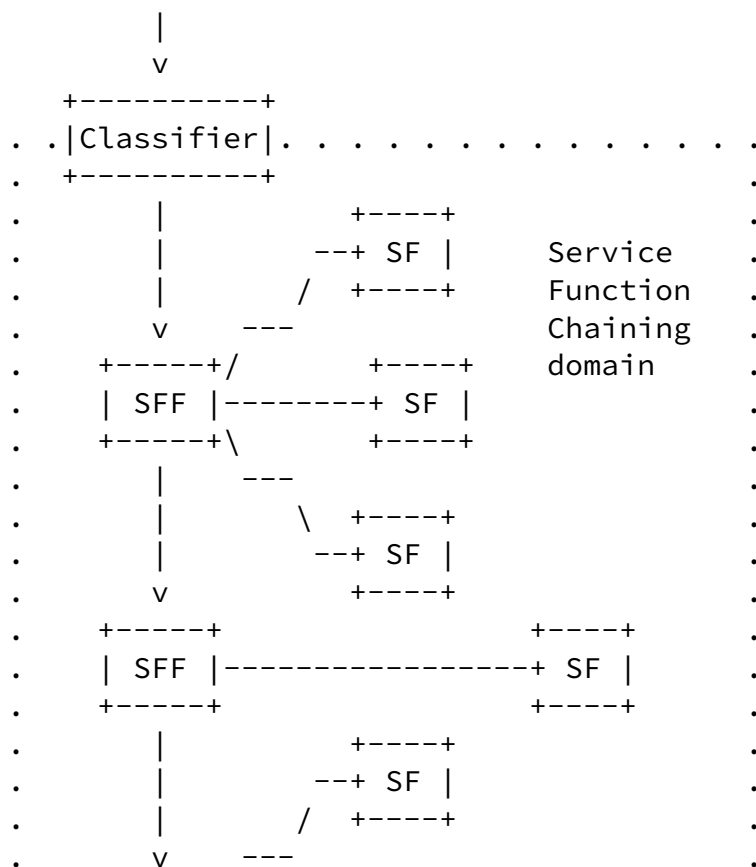 Classifier
SF
Service
Function
Chaining
domain
SFF
SF
SF
SFF
SF
SF